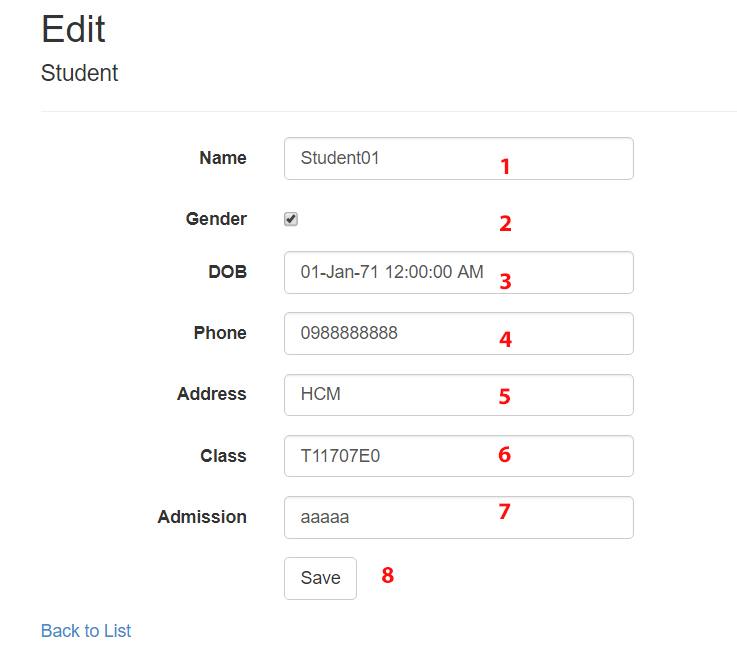 Edit
Student
Name Student01 1
Gender 2
DOB 01-Jan-71 12:00:00 AM 3
Phone 0988888888 4
Address HCM 5
Class T11707E0 6
Admission aaaaa 7
Save 8
Back to List